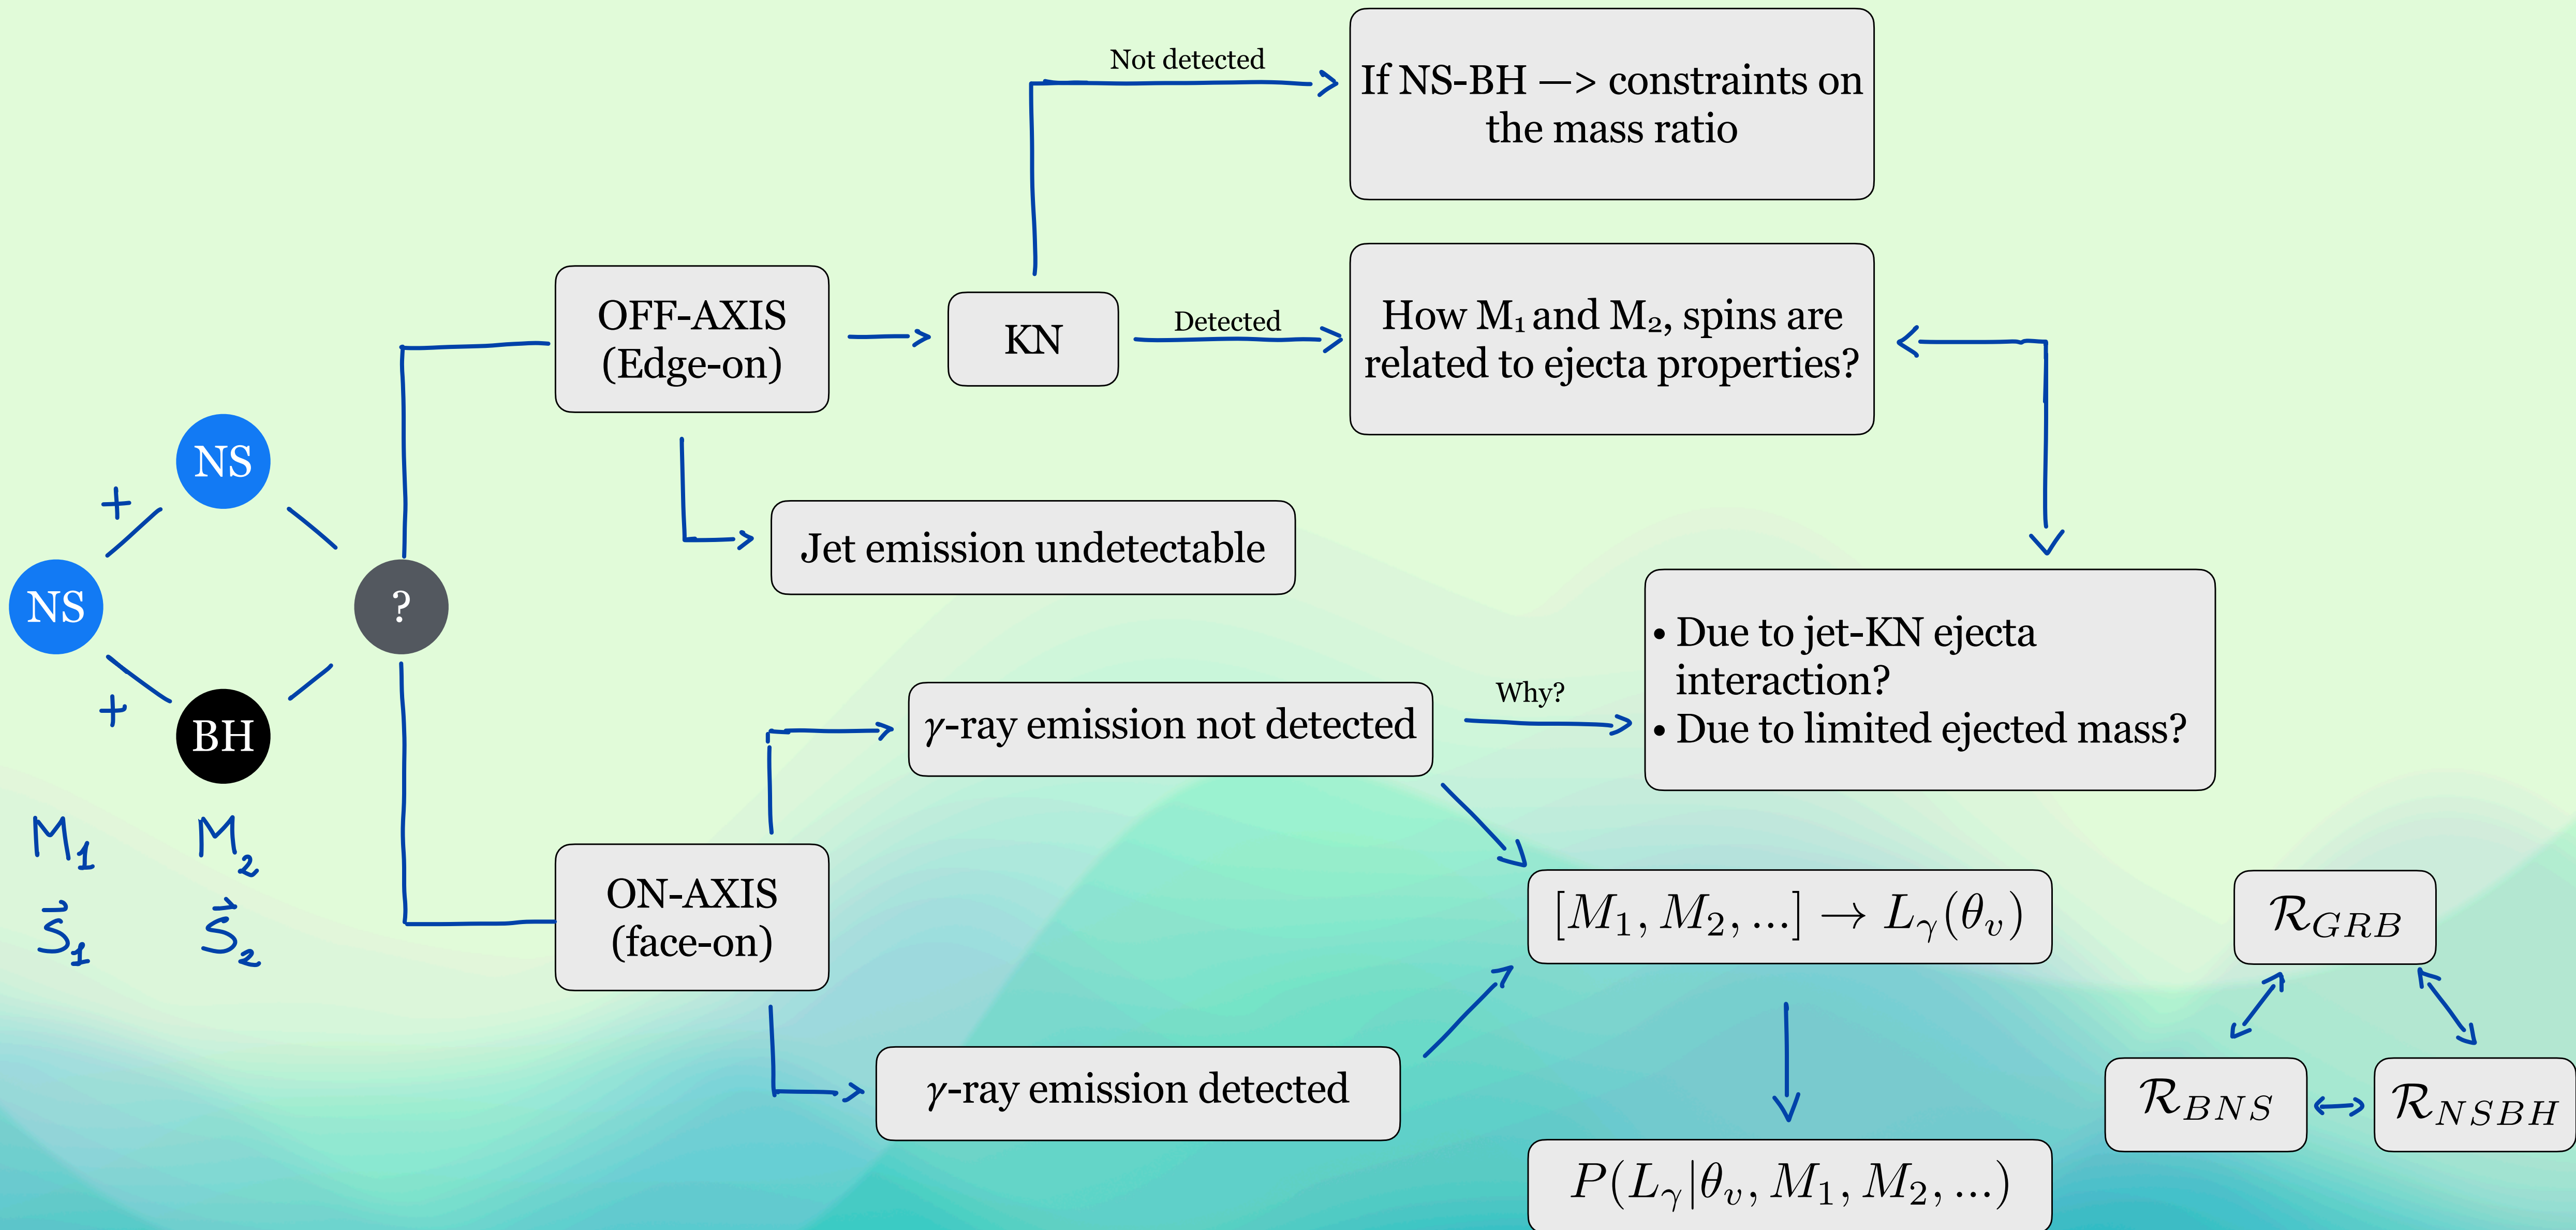 Not detected
If NS-BH —> constraints on
the mass ratio
OFF-AXIS
(Edge-on)
KN
Detected
How M₁ and M₂, spins are
related to ejecta properties?
NS
+
NS
?
+
BH
Jet emission undetectable
• Due to jet-KN ejecta
interaction?
• Due to limited ejected mass?
γ-ray emission not detected
Why?
M₁ M₂
S⃗₁ S⃗₂
ON-AXIS
(face-on)
[M₁, M₂, ...] → L_γ(θ_v)
γ-ray emission detected
P(L_γ|θ_v, M₁, M₂, ...)
ℛ_GRB
ℛ_BNS
ℛ_NSBH